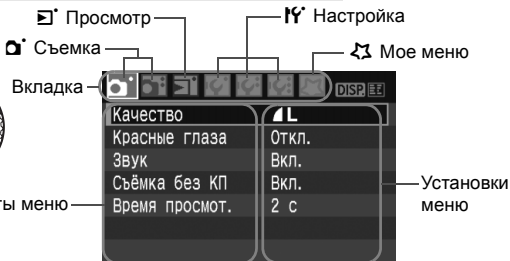 Просмотр
Настройка
Съемка
Мое меню
Вкладка
DISP.
Качество L
Красные глаза Откл.
Звук Вкл.
Съёмка без КП Вкл.
Установки меню
Время просмот. 2 с
ты меню